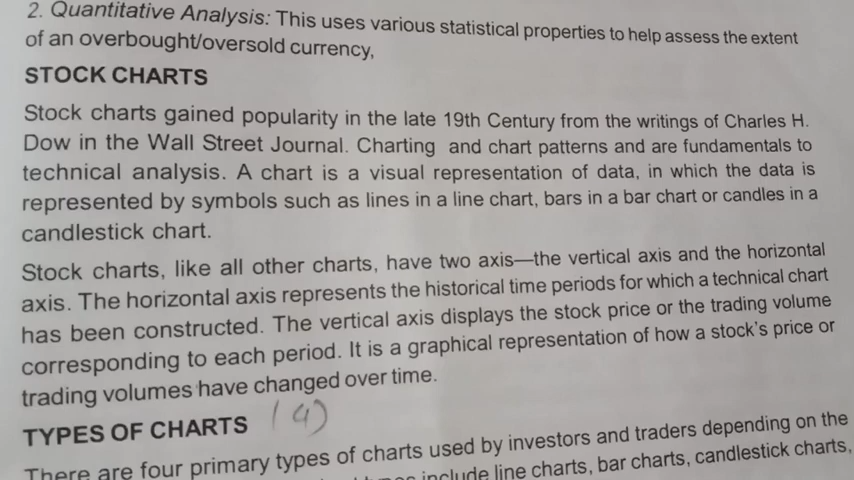 2. Quantitative Analysis: This uses various statistical properties to help assess the extent
of an overbought/oversold currency,
STOCK CHARTS
Stock charts gained popularity in the late 19th Century from the writings of Charles H.
Dow in the Wall Street Journal. Charting and chart patterns and are fundamentals to
technical analysis. A chart is a visual representation of data, in which the data is
represented by symbols such as lines in a line chart, bars in a bar chart or candles in a
candlestick chart.
Stock charts, like all other charts, have two axis—the vertical axis and the horizontal
axis. The horizontal axis represents the historical time periods for which a technical chart
has been constructed. The vertical axis displays the stock price or the trading volume
corresponding to each period. It is a graphical representation of how a stock's price or
trading volumes have changed over time.
TYPES OF CHARTS (4)
There are four primary types of charts used by investors and traders depending on the
include line charts, bar charts, candlestick charts,